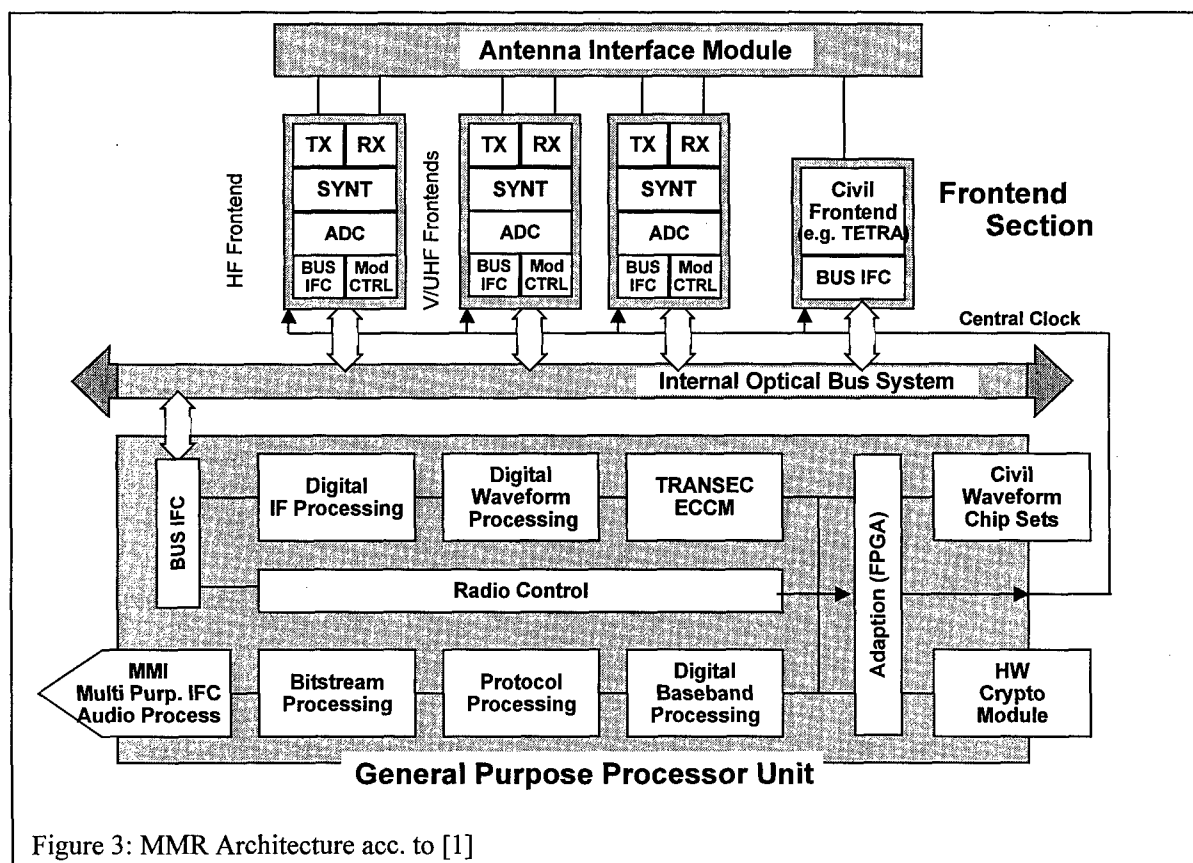 Antenna Interface Module
HF Frontend
TX RX
SYNT
ADC
BUS IFC
Mod CTRL
V/UHF Frontends
TX RX
SYNT
ADC
BUS IFC
Mod CTRL
TX RX
SYNT
ADC
BUS IFC
Mod CTRL
Civil
Frontend
(e.g. TETRA)
BUS IFC
Frontend
Section
Central Clock
Internal Optical Bus System
BUS IFC
Digital
IF Processing
Digital
Waveform
Processing
TRANSEC
ECCM
Adaption (FPGA)
Civil
Waveform
Chip Sets
Radio Control
MMI
Multi Purp. IFC
Audio Process
Bitstream
Processing
Protocol
Processing
Digital
Baseband
Processing
HW
Crypto
Module
General Purpose Processor Unit
Figure 3: MMR Architecture acc. to [1]